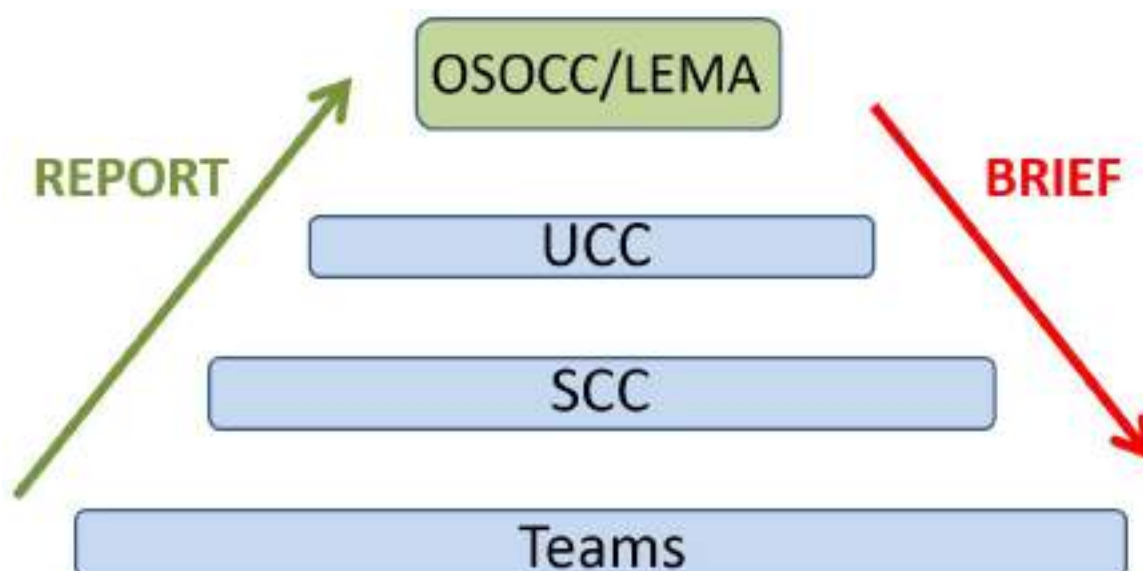 OSOCC/LEMA
REPORT
BRIEF
UCC
SCC
Teams